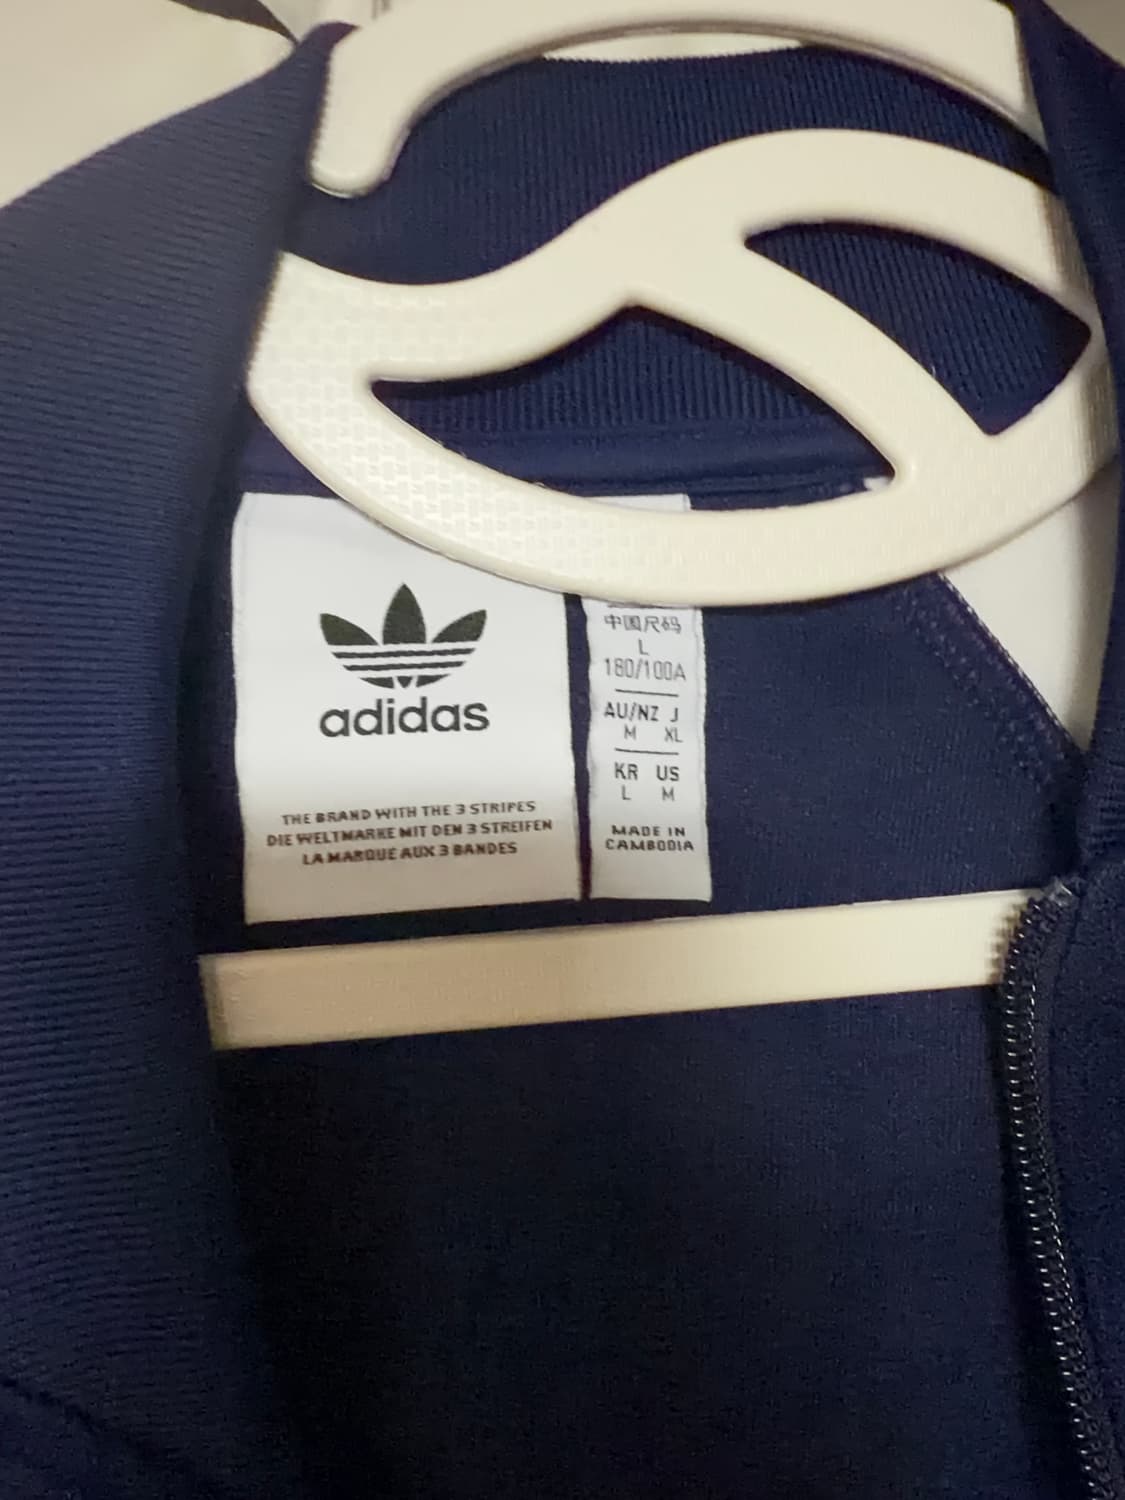 adidas
THE BRAND WITH THE 3 STRIPES
DIE WELTMARKE MIT DEN 3 STREIFEN
LA MARQUE AUX 3 BANDES
中国尺码
L
180/100A
AU/NZ J
M XL
KR US
L M
MADE IN
CAMBODIA